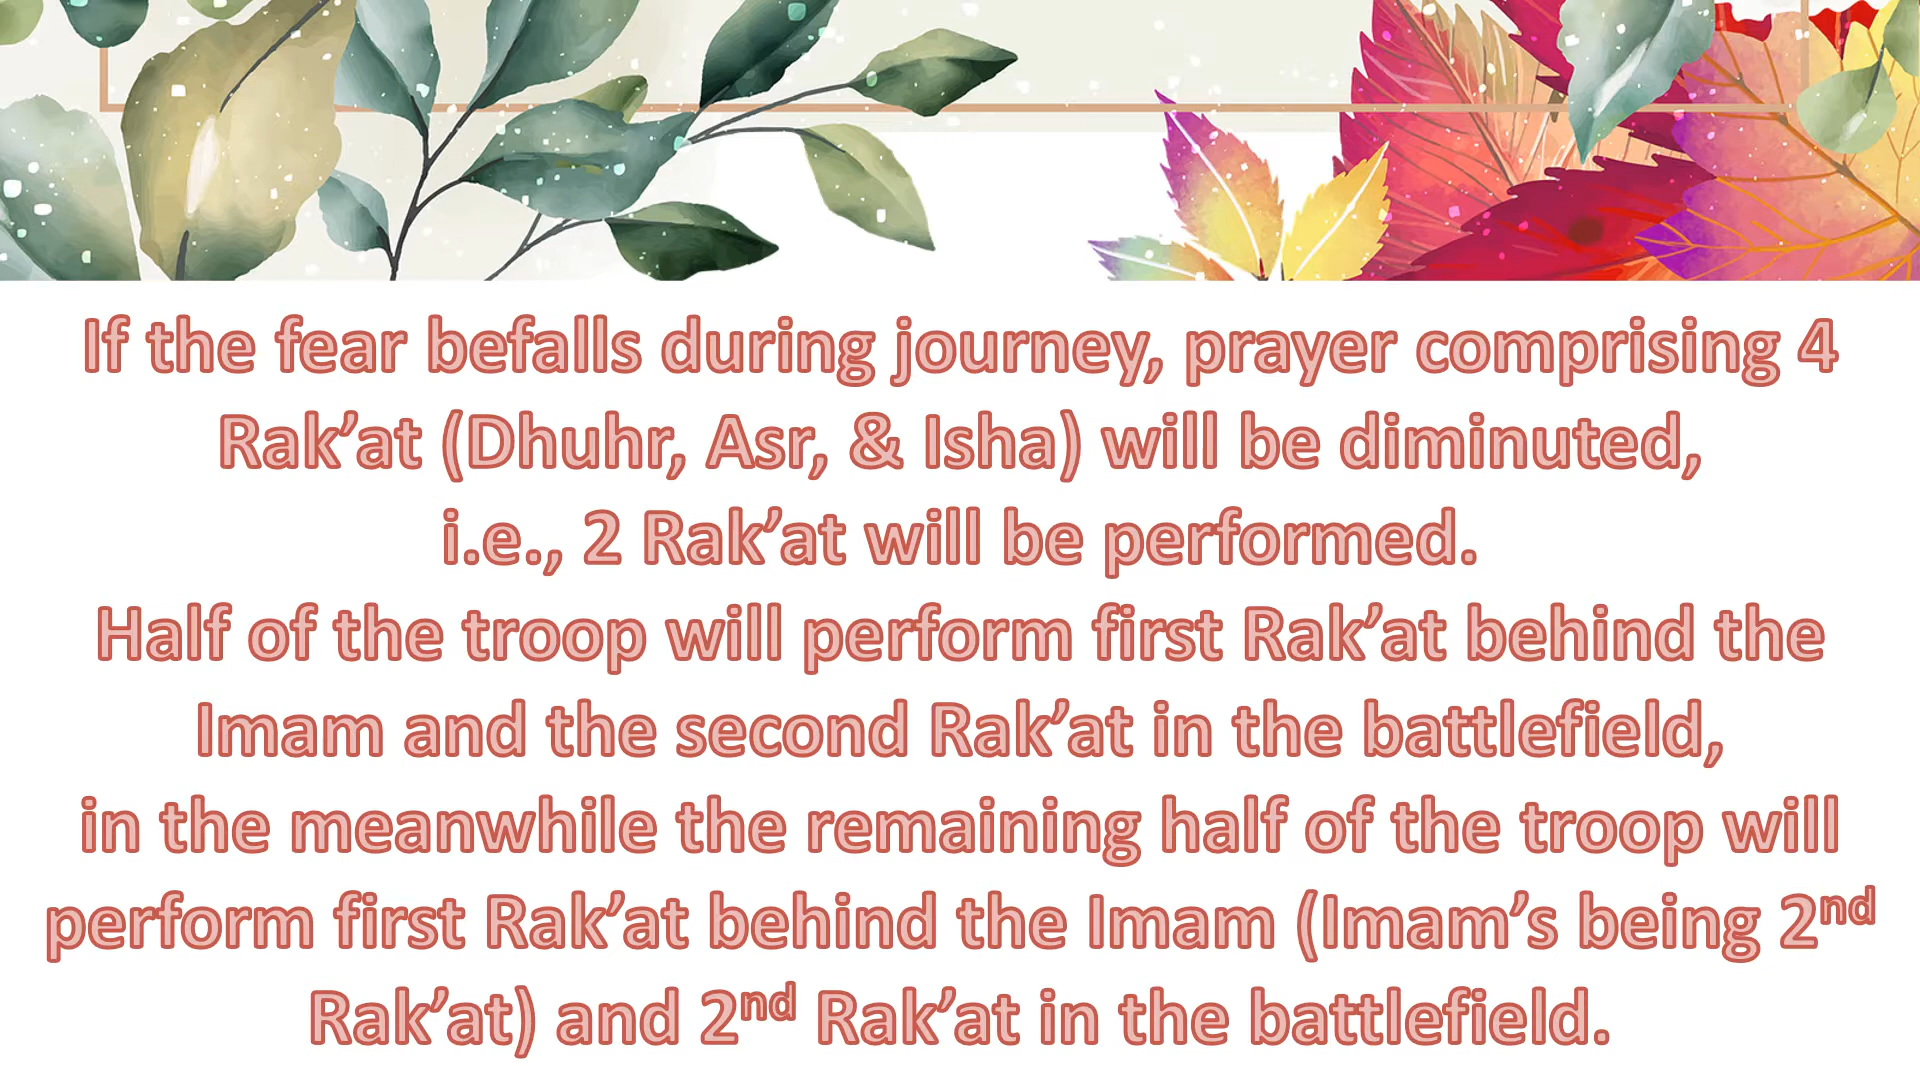 If the fear befalls during journey, prayer comprising 4
Rak’at (Dhuhr, Asr, & Isha) will be diminuted,
i.e., 2 Rak’at will be performed.
Half of the troop will perform first Rak’at behind the
Imam and the second Rak’at in the battlefield,
in the meanwhile the remaining half of the troop will
perform first Rak’at behind the Imam (Imam’s being 2nd
Rak’at) and 2nd Rak’at in the battlefield.